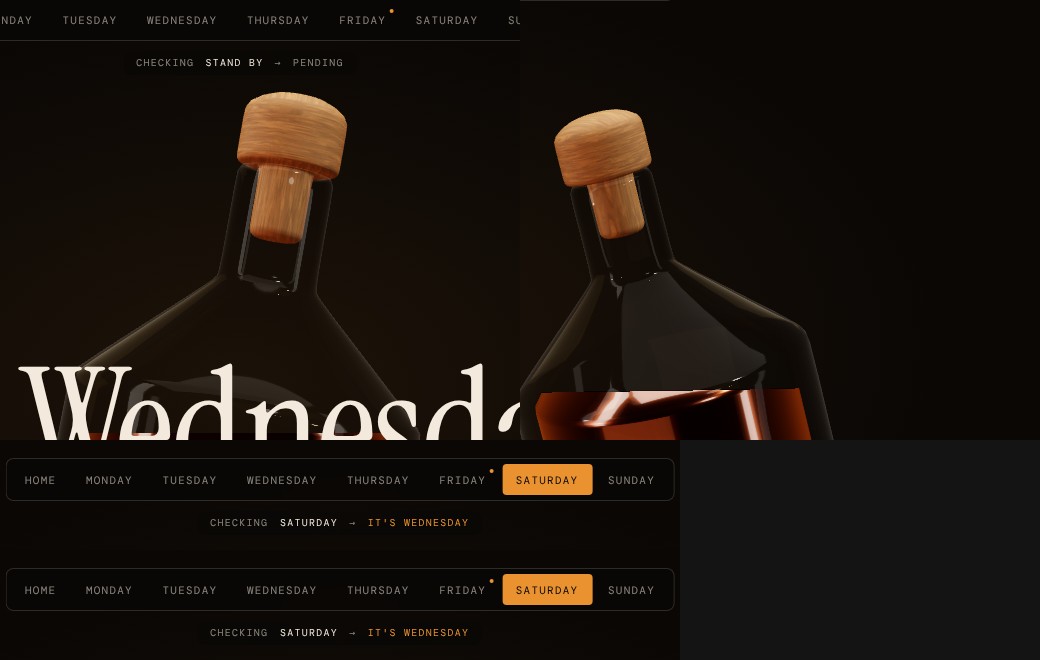 NDAY TUESDAY WEDNESDAY THURSDAY FRIDAY SATURDAY SU
CHECKING STAND BY → PENDING
Wednesda
HOME MONDAY TUESDAY WEDNESDAY THURSDAY FRIDAY SATURDAY SUNDAY
CHECKING SATURDAY → IT'S WEDNESDAY
HOME MONDAY TUESDAY WEDNESDAY THURSDAY FRIDAY SATURDAY SUNDAY
CHECKING SATURDAY → IT'S WEDNESDAY